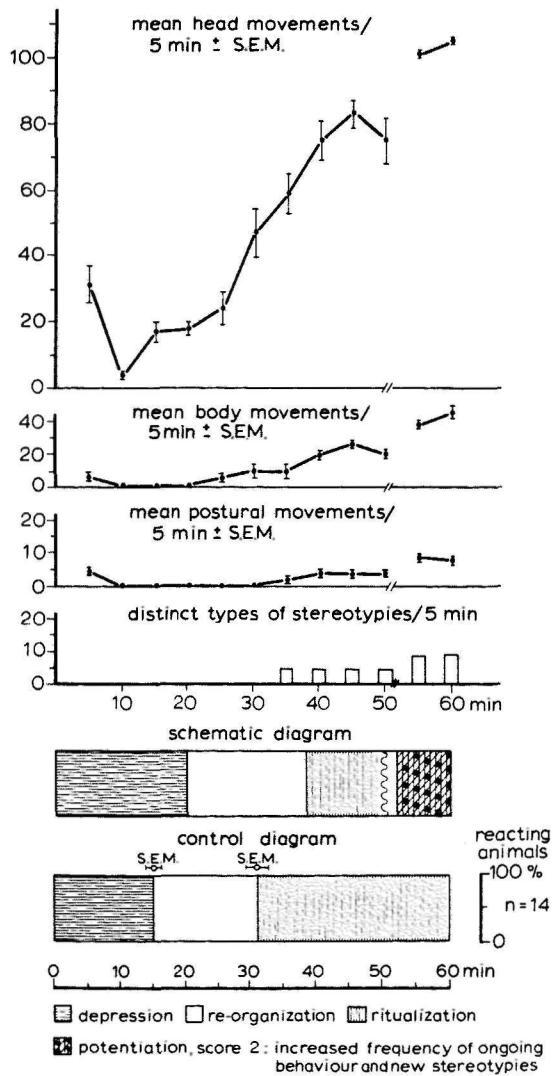 mean head movements/
5 min ± S.E.M.
100
80
60
40
20
0
mean body movements/
5min ± S.E.M.
40
20
0
mean postural movements/
5 min ± S.E.M.
20
10
0
distinct types of stereotypies/5 min
20
10
0
10 20 30 40 50 60 min
schematic diagram
control diagram
S.E.M. S.E.M.
reacting
animals
100 %
n=14
0
0 10 20 30 40 50 60 min
depression re-organization ritualization
potentiation, score 2: increased frequency of ongoing
behaviour and new stereotypies